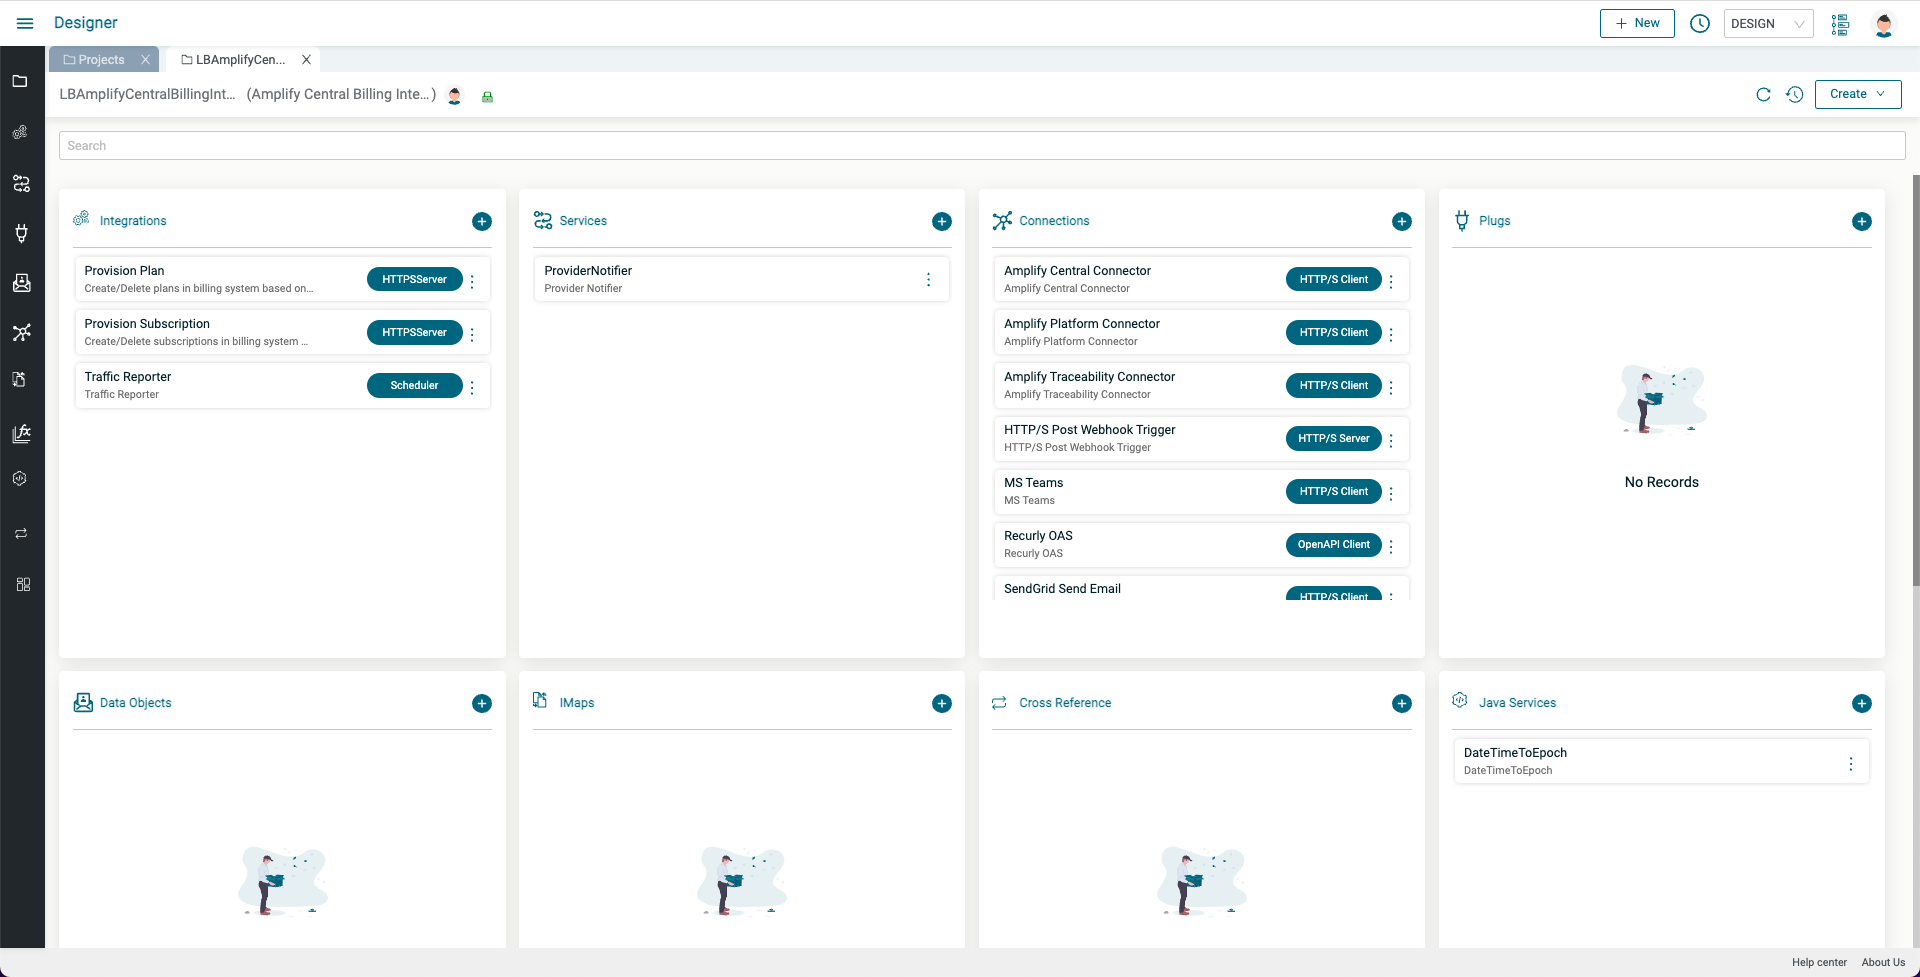 Designer
New
DESIGN
Projects
LBAmplifyCen...
LBAmplifyCentralBillingInt... (Amplify Central Billing Inte...)
Create
Search
Integrations
Provision Plan
HTTPSServer
Create/Delete plans in billing system based on...
Provision Subscription
HTTPSServer
Create/Delete subscriptions in billing system ...
Traffic Reporter
Scheduler
Traffic Reporter
Services
ProviderNotifier
Provider Notifier
Connections
Amplify Central Connector
HTTP/S Client
Amplify Central Connector
Amplify Platform Connector
HTTP/S Client
Amplify Platform Connector
Amplify Traceability Connector
HTTP/S Client
Amplify Traceability Connector
HTTP/S Post Webhook Trigger
HTTP/S Server
HTTP/S Post Webhook Trigger
MS Teams
HTTP/S Client
MS Teams
Recurly OAS
OpenAPI Client
Recurly OAS
SendGrid Send Email
HTTP/S Client
Plugs
No Records
Data Objects
IMaps
Cross Reference
Java Services
DateTimeToEpoch
DateTimeToEpoch
Help center
About Us